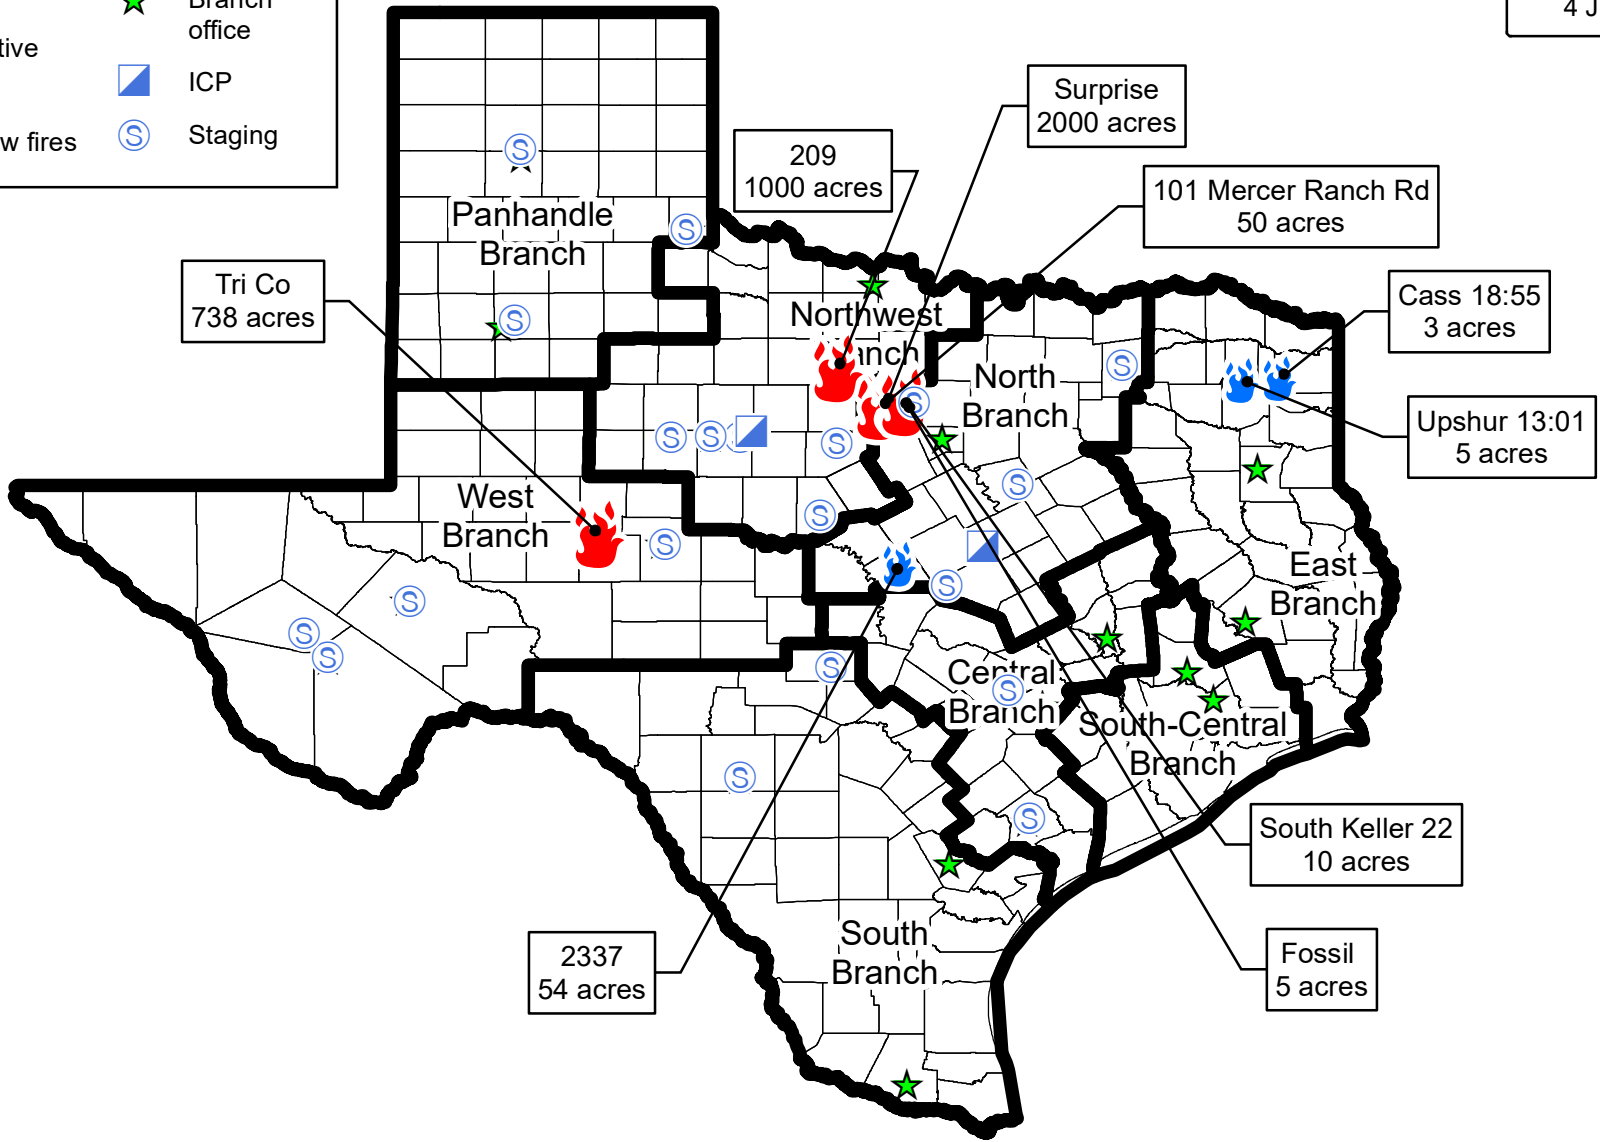 Branch
office
tive
ICP
w fires
Staging
4 J
Surprise
2000 acres
209
1000 acres
101 Mercer Ranch Rd
50 acres
Panhandle
Branch
Tri Co
738 acres
Cass 18:55
3 acres
Northwest
anch
North
Branch
Upshur 13:01
5 acres
West
Branch
East
Branch
Central
Branch
South-Central
Branch
South Keller 22
10 acres
South
Branch
2337
54 acres
Fossil
5 acres